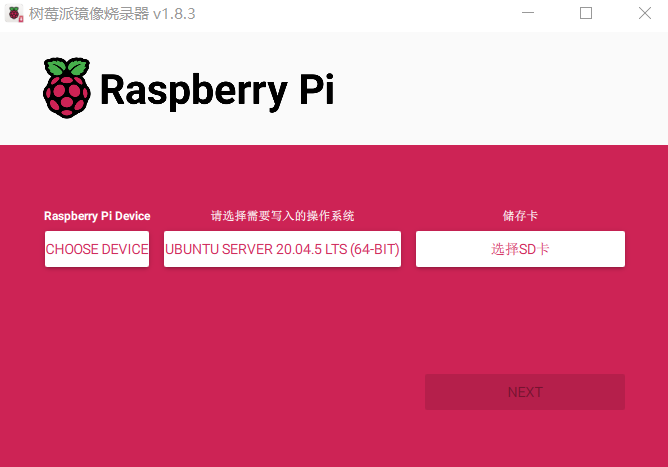 树莓派镜像烧录器 v1.8.3
Raspberry Pi
Raspberry Pi Device 请选择需要写入的操作系统 储存卡
CHOOSE DEVICE UBUNTU SERVER 20.04.5 LTS (64-BIT) 选择SD卡
NEXT